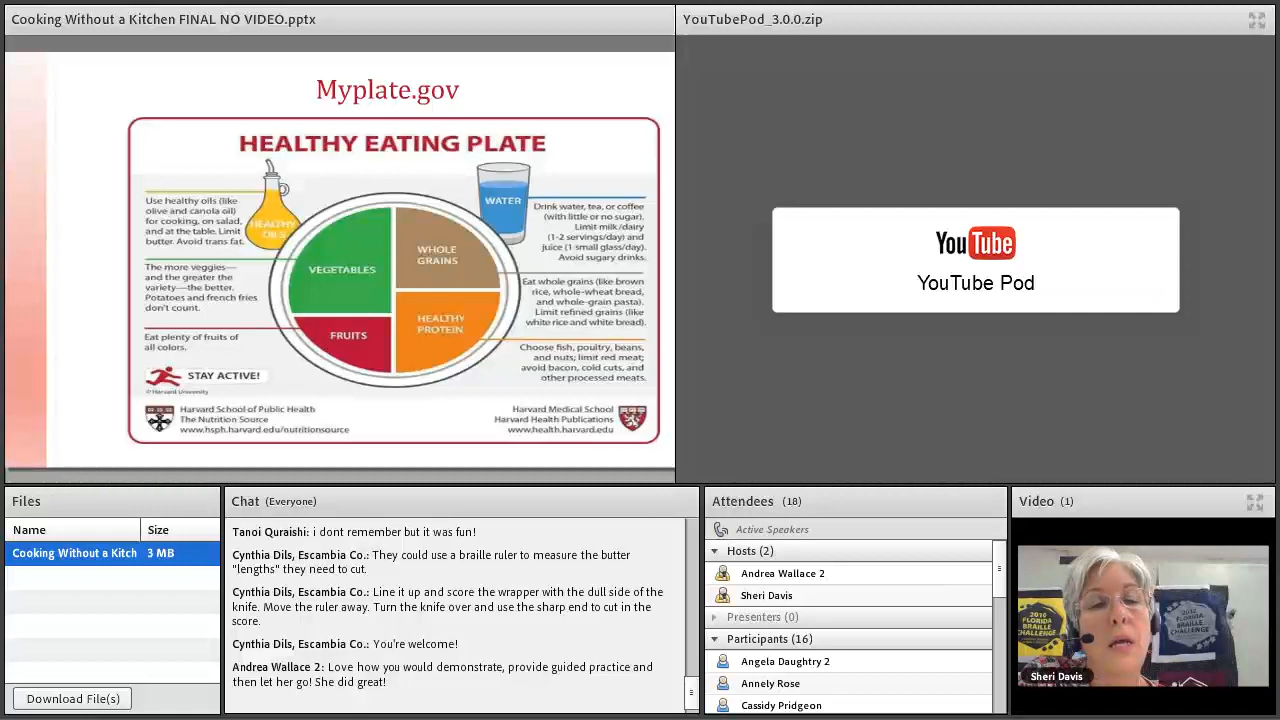 Cooking Without a Kitchen FINAL NO VIDEO.pptx
YouTubePod_3.0.0.zip
Myplate.gov
HEALTHY EATING PLATE
HEALTHY
OILS
WATER
Use healthy oils (like
olive and canola oil)
for cooking, on salad,
and at the table. Limit
butter. Avoid trans fat.
The more veggies—
and the greater the
variety—the better.
Potatoes and french fries
don't count.
Eat plenty of fruits of
all colors.
VEGETABLES
WHOLE
GRAINS
FRUITS
HEALTHY
PROTEIN
Drink water, tea, or coffee
(with little or no sugar).
Limit milk/dairy
(1-2 servings/day) and
juice (1 small glass/day).
Avoid sugary drinks.
Eat whole grains (like brown
rice, whole-wheat bread,
and whole-grain pasta).
Limit refined grains (like
white rice and white bread).
Choose fish, poultry, beans,
and nuts; limit red meat;
avoid bacon, cold cuts, and
other processed meats.
STAY ACTIVE!
© Harvard University
Harvard School of Public Health
The Nutrition Source
www.hsph.harvard.edu/nutritionsource
Harvard Medical School
Harvard Health Publications
www.health.harvard.edu
YouTube
YouTube Pod
Files
Name Size
Cooking Without a Kitch 3 MB
Download File(s)
Chat (Everyone)
Tanoi Quraishi: i dont remember but it was fun!
Cynthia Dils, Escambia Co.: They could use a braille ruler to measure the butter
"lengths" they need to cut.
Cynthia Dils, Escambia Co.: Line it up and score the wrapper with the dull side of the
knife. Move the ruler away. Turn the knife over and use the sharp end to cut in the
score.
Cynthia Dils, Escambia Co.: You're welcome!
Andrea Wallace 2: Love how you would demonstrate, provide guided practice and
then let her go! She did great!
Attendees (18)
Active Speakers
Hosts (2)
Andrea Wallace 2
Sheri Davis
Presenters (0)
Participants (16)
Angela Daughtry 2
Annely Rose
Cassidy Pridgeon
Video (1)
2010
FLORIDA
BRAILLE
CHALLENGE
FLORIDA
BRAILLE
CHALLENGE
Sheri Davis